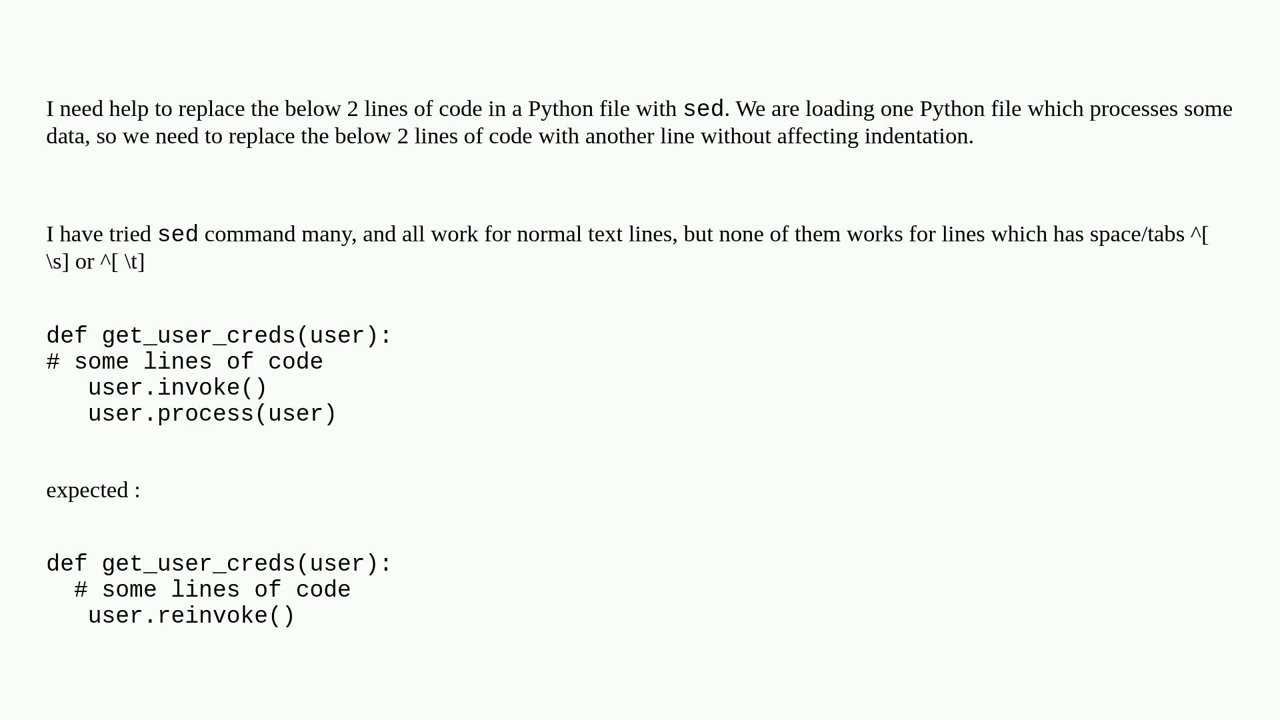 I need help to replace the below 2 lines of code in a Python file with sed. We are loading one Python file which processes some
data, so we need to replace the below 2 lines of code with another line without affecting indentation.
I have tried sed command many, and all work for normal text lines, but none of them works for lines which has space/tabs ^[
\s] or ^[ \t]
def get_user_creds(user):
# some lines of code
   user.invoke()
   user.process(user)
expected :
def get_user_creds(user):
  # some lines of code
   user.reinvoke()